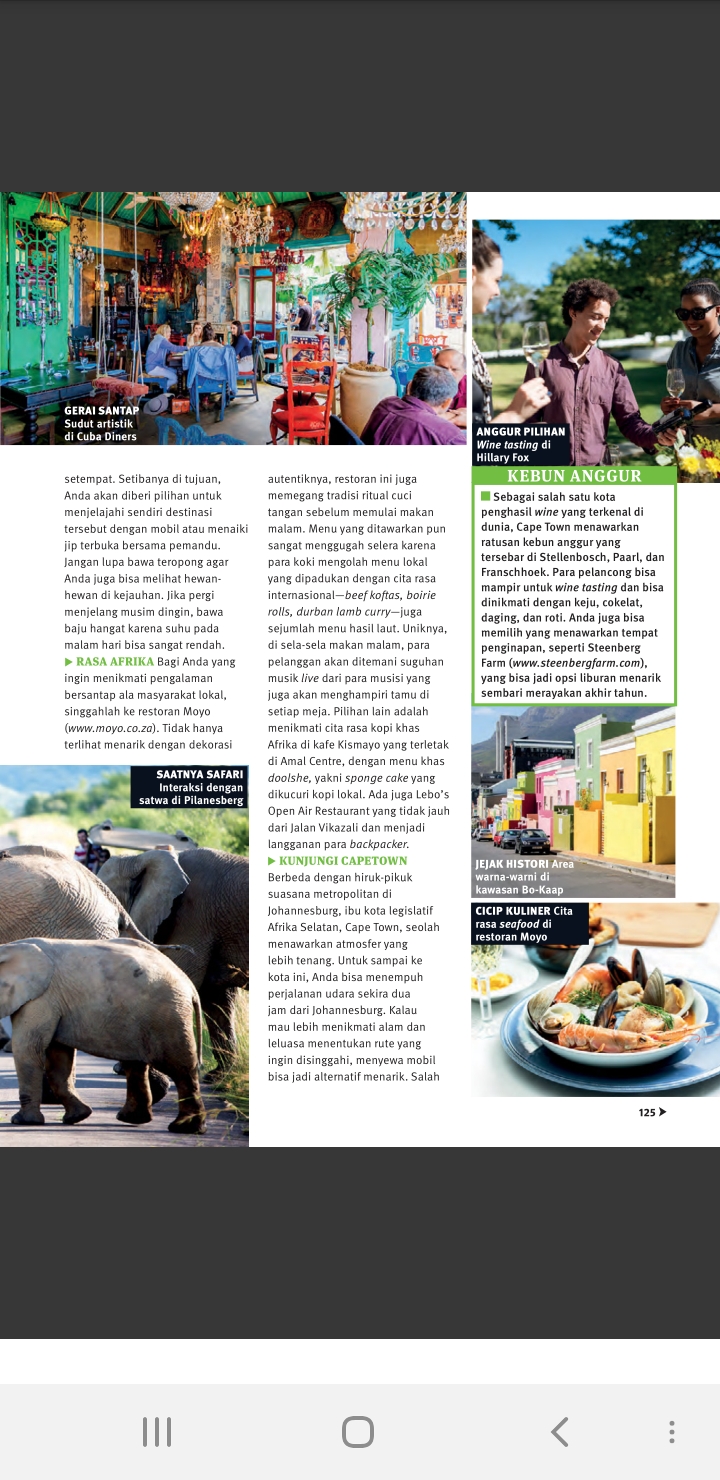 GERAI SANTAP
Sudut artistik
di Cuba Diners
setempat. Setibanya di tujuan,
Anda akan diberi pilihan untuk
menjelajahi sendiri destinasi
tersebut dengan mobil atau menaiki
jip terbuka bersama pemandu.
Jangan lupa bawa teropong agar
Anda juga bisa melihat hewan-
hewan di kejauhan. Jika pergi
menjelang musim dingin, bawa
baju hangat karena suhu pada
malam hari bisa sangat rendah.
▶ RASA AFRIKA Bagi Anda yang
ingin menikmati pengalaman
bersantap ala masyarakat lokal,
singgahlah ke restoran Moyo
(www.moyo.co.za). Tidak hanya
terlihat menarik dengan dekorasi
SAATNYA SAFARI
Interaksi dengan
satwa di Pilanesberg
autentiknya, restoran ini juga
memegang tradisi ritual cuci
tangan sebelum memulai makan
malam. Menu yang ditawarkan pun
sangat menggugah selera karena
para koki mengolah menu lokal
yang dipadukan dengan cita rasa
internasional—beef koftas, boirie
rolls, durban lamb curry—juga
sejumlah menu hasil laut. Uniknya,
di sela-sela makan malam, para
pelanggan akan ditemani suguhan
musik live dari para musisi yang
juga akan menghampiri tamu di
setiap meja. Pilihan lain adalah
menikmati cita rasa kopi khas
Afrika di kafe Kismayo yang terletak
di Amal Centre, dengan menu khas
doolshe, yakni sponge cake yang
dikucuri kopi lokal. Ada juga Lebo's
Open Air Restaurant yang tidak jauh
dari Jalan Vikazali dan menjadi
langganan para backpacker.
▶ KUNJUNGI CAPETOWN
Berbeda dengan hiruk-pikuk
suasana metropolitan di
Johannesburg, ibu kota legislatif
Afrika Selatan, Cape Town, seolah
menawarkan atmosfer yang
lebih tenang. Untuk sampai ke
kota ini, Anda bisa menempuh
perjalanan udara sekira dua
jam dari Johannesburg. Kalau
mau lebih menikmati alam dan
leluasa menentukan rute yang
ingin disinggahi, menyewa mobil
bisa jadi alternatif menarik. Salah
ANGGUR PILIHAN
Wine tasting di
Hillary Fox
KEBUN ANGGUR
Sebagai salah satu kota
penghasil wine yang terkenal di
dunia, Cape Town menawarkan
ratusan kebun anggur yang
tersebar di Stellenbosch, Paarl, dan
Franschhoek. Para pelancong bisa
mampir untuk wine tasting dan bisa
dinikmati dengan keju, cokelat,
daging, dan roti. Anda juga bisa
memilih yang menawarkan tempat
penginapan, seperti Steenberg
Farm (www.steenbergfarm.com),
yang bisa jadi opsi liburan menarik
sembari merayakan akhir tahun.
JEJAK HISTORI Area
warna-warni di
kawasan Bo-Kaap
CICIP KULINER Cita
rasa seafood di
restoran Moyo
125 ➤